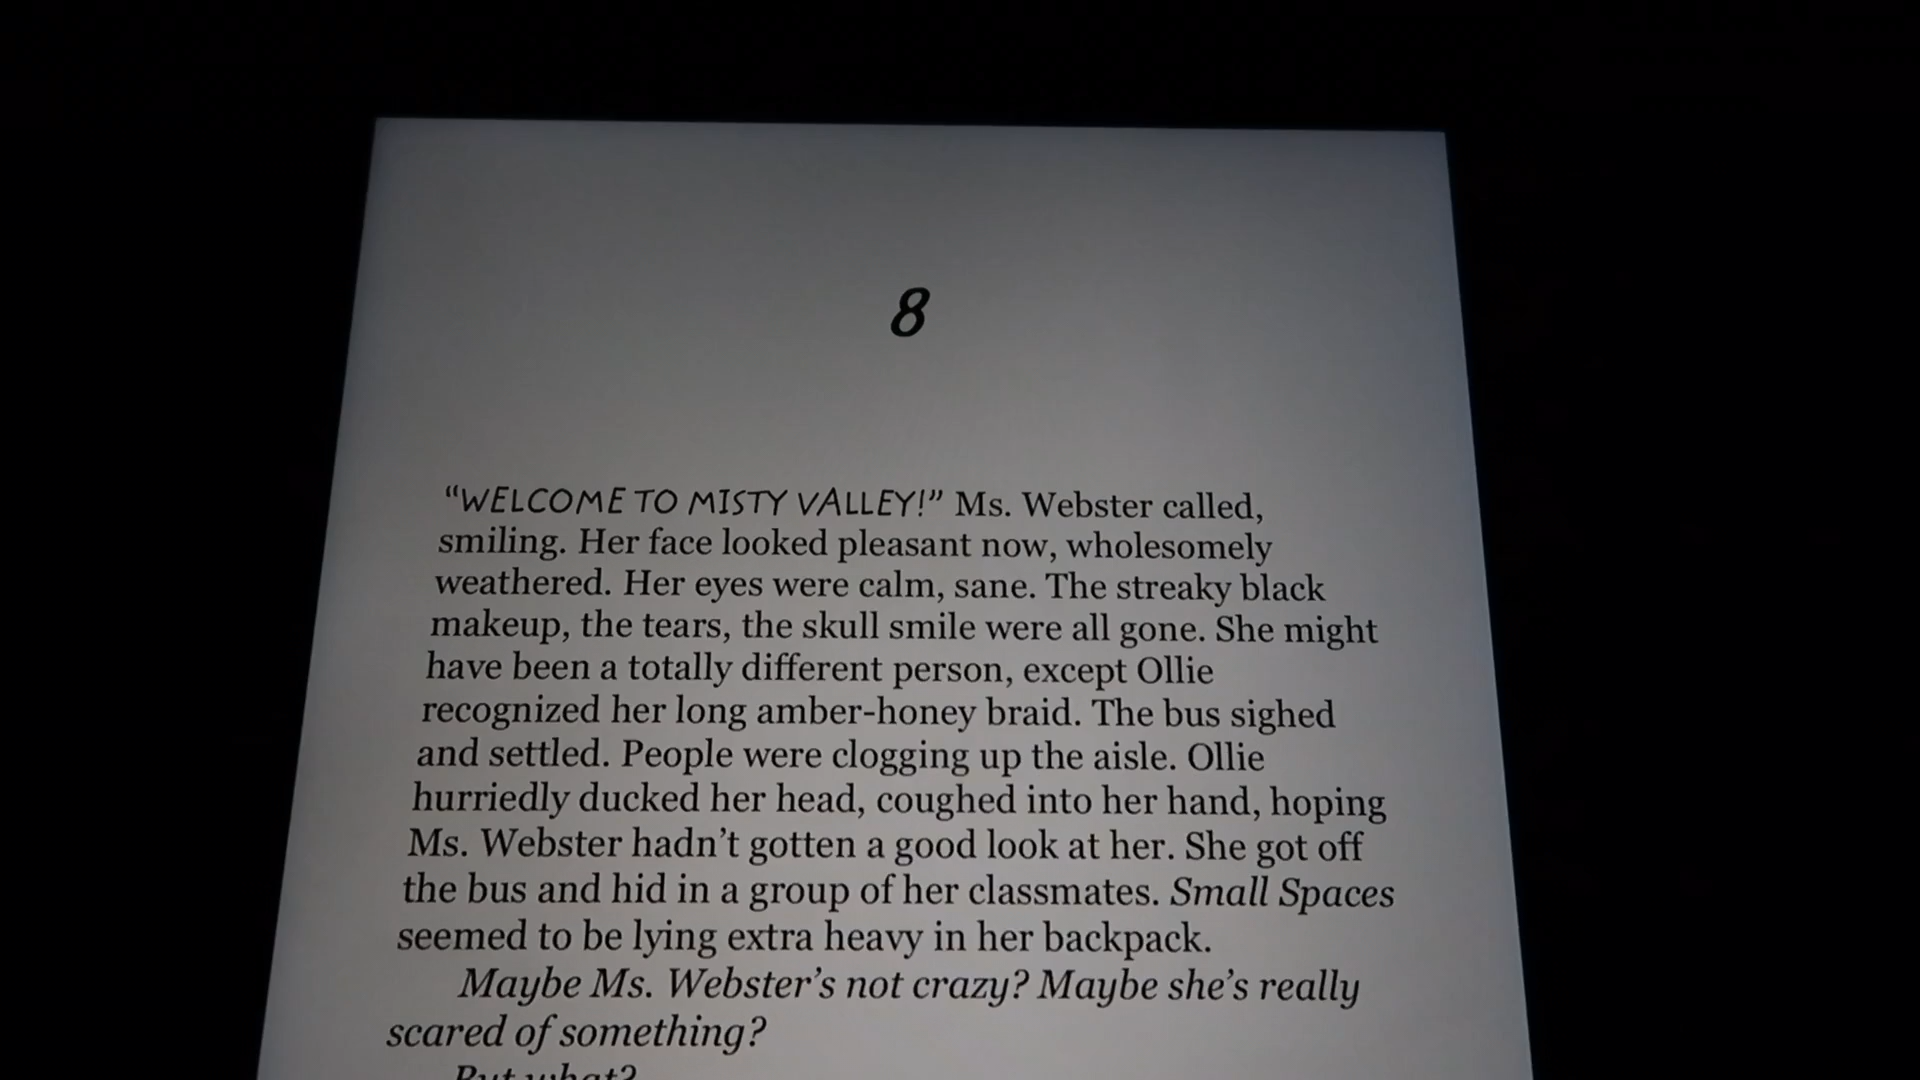 8
“WELCOME TO MISTY VALLEY!” Ms. Webster called,
smiling. Her face looked pleasant now, wholesomely
weathered. Her eyes were calm, sane. The streaky black
makeup, the tears, the skull smile were all gone. She might
have been a totally different person, except Ollie
recognized her long amber-honey braid. The bus sighed
and settled. People were clogging up the aisle. Ollie
hurriedly ducked her head, coughed into her hand, hoping
Ms. Webster hadn’t gotten a good look at her. She got off
the bus and hid in a group of her classmates. Small Spaces
seemed to be lying extra heavy in her backpack.
Maybe Ms. Webster’s not crazy? Maybe she’s really
scared of something?
But what?